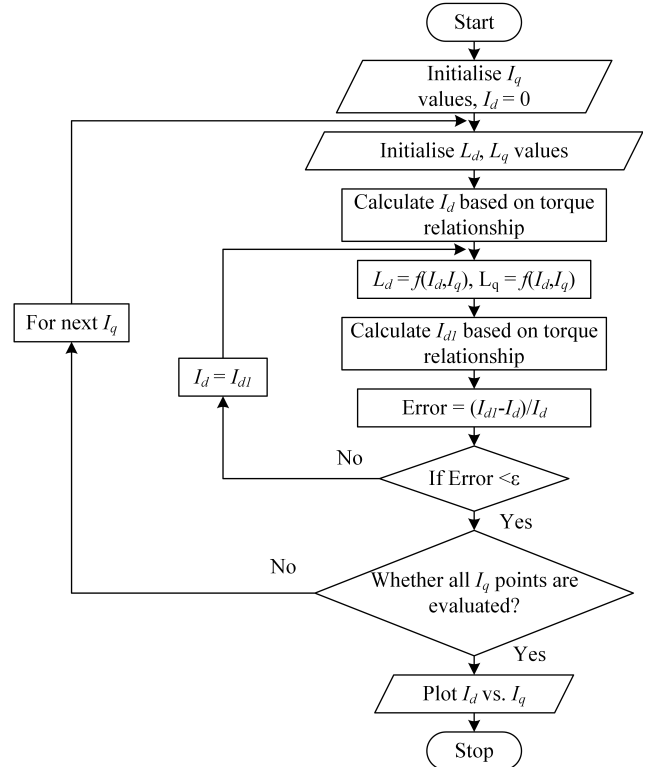 Start
Initialise Iq
values, Id = 0
Initialise Ld, Lq values
Calculate Id based on torque
relationship
Ld = f(Id,Iq), Lq = f(Id,Iq)
For next Iq
Calculate Id1 based on torque
relationship
Id = Id1
Error = (Id1-Id)/Id
No
If Error <ε
Yes
No
Whether all Iq points are
evaluated?
Yes
Plot Id vs. Iq
Stop